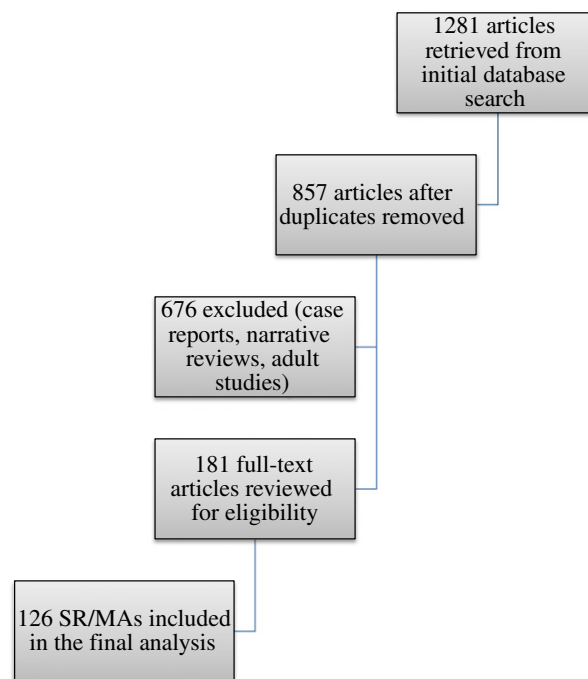 1281 articles
retrieved from
initial database
search
857 articles after
duplicates removed
676 excluded (case
reports, narrative
reviews, adult
studies)
181 full-text
articles reviewed
for eligibility
126 SR/MAs included
in the final analysis